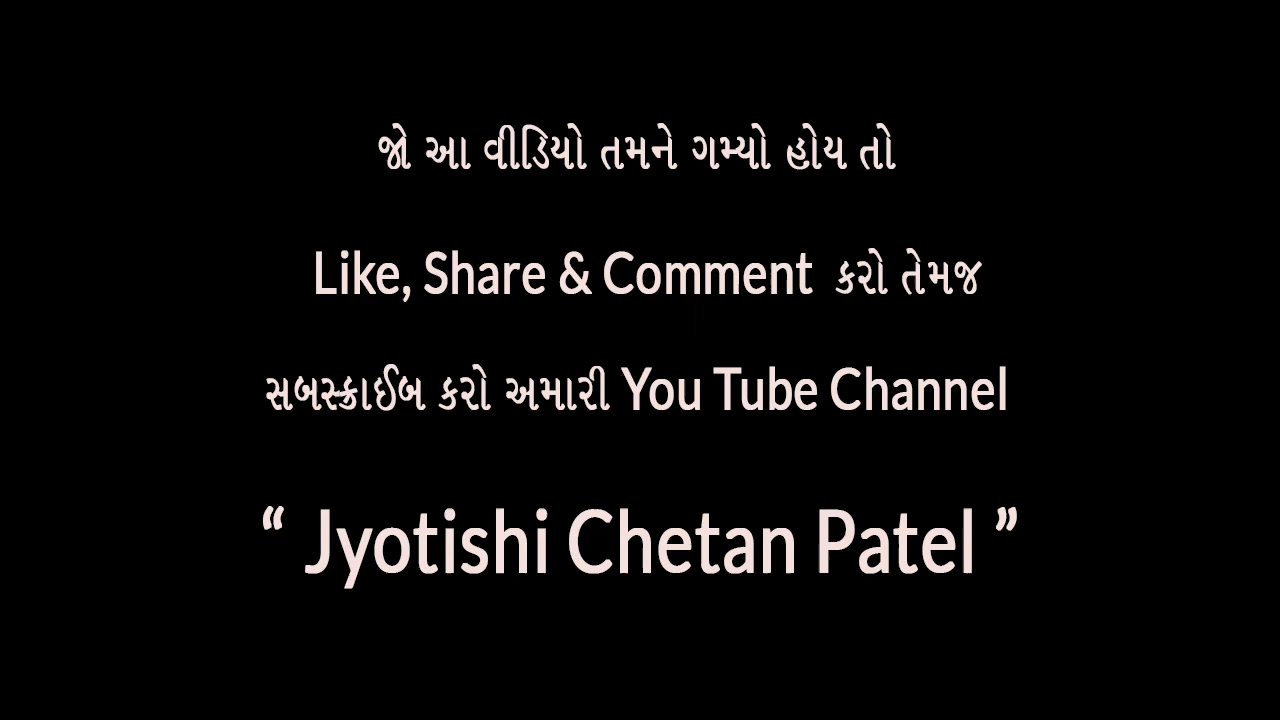 જો આ વીડિયો તમને ગમ્યો હોય તો
Like, Share & Comment કરો તેમજ
સબસ્ક્રાઈબ કરો અમારી You Tube Channel
“ Jyotishi Chetan Patel ”